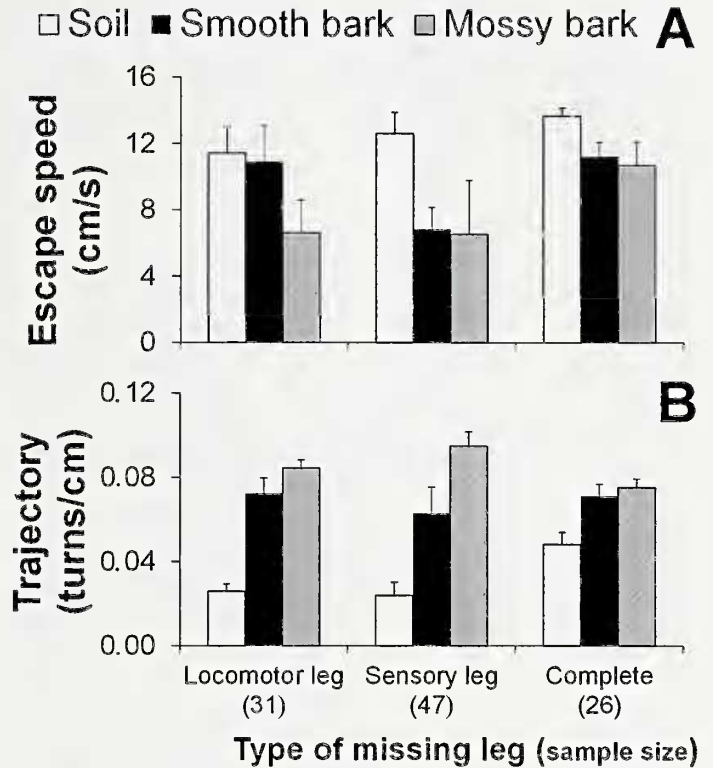 Soil Smooth bark Mossy bark A
Escape speed
(cm/s)
16
12
8
4
0
B
Trajectory
(turns/cm)
0.12
0.08
0.04
0.00
Locomotor leg Sensory leg Complete
(31) (47) (26)
Type of missing leg (sample size)